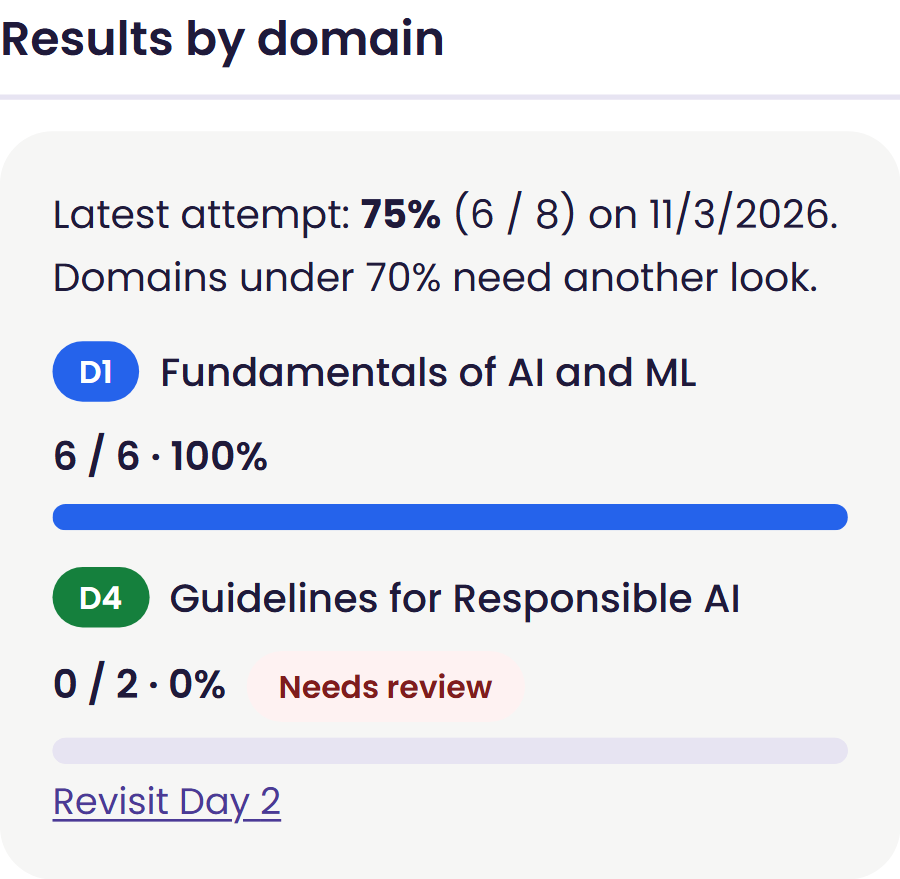 Results by domain
Latest attempt: 75% (6 / 8) on 11/3/2026.
Domains under 70% need another look.
D1 Fundamentals of AI and ML
6 / 6 · 100%
D4 Guidelines for Responsible AI
0 / 2 · 0% Needs review
Revisit Day 2